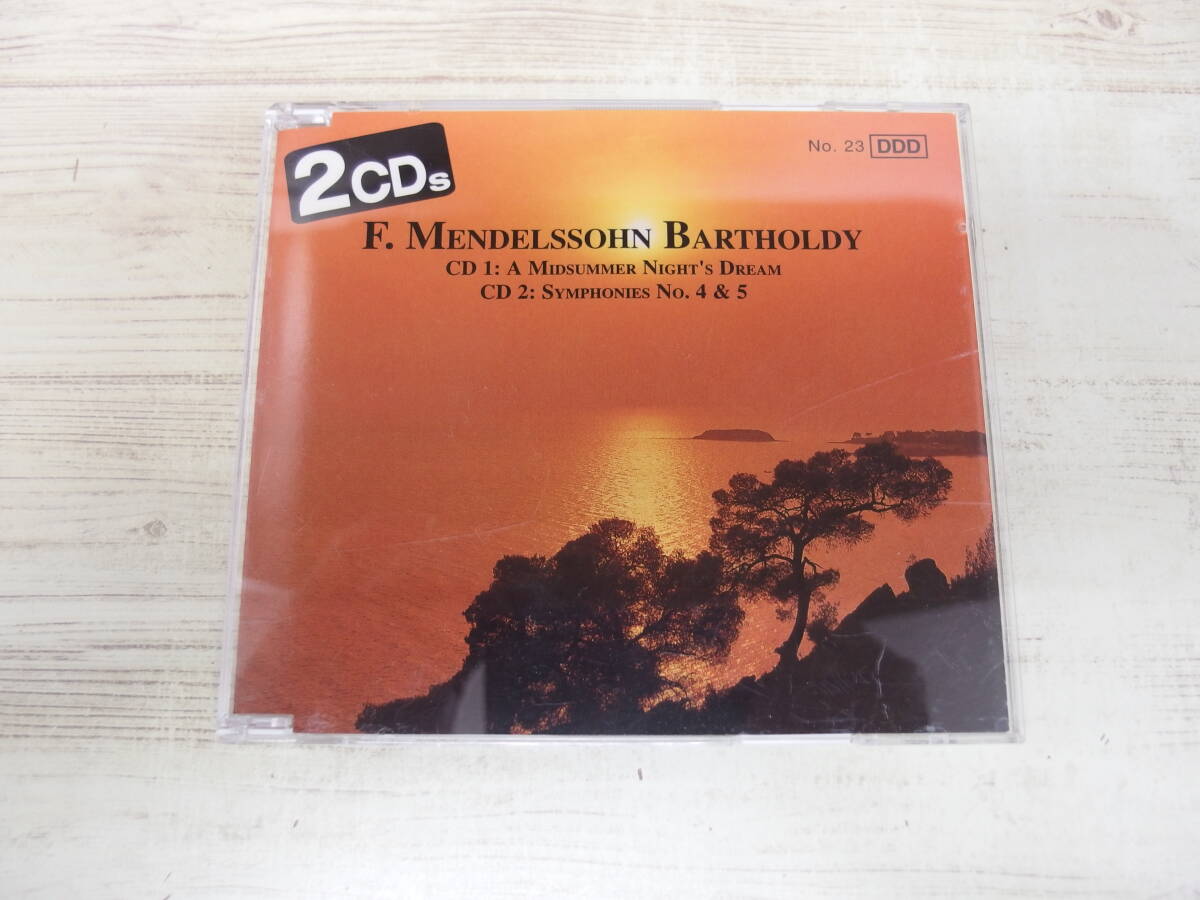 2CDs
No. 23 DDD
F. MENDELSSOHN BARTHOLDY
CD 1: A MIDSUMMER NIGHT'S DREAM
CD 2: SYMPHONIES NO. 4 & 5